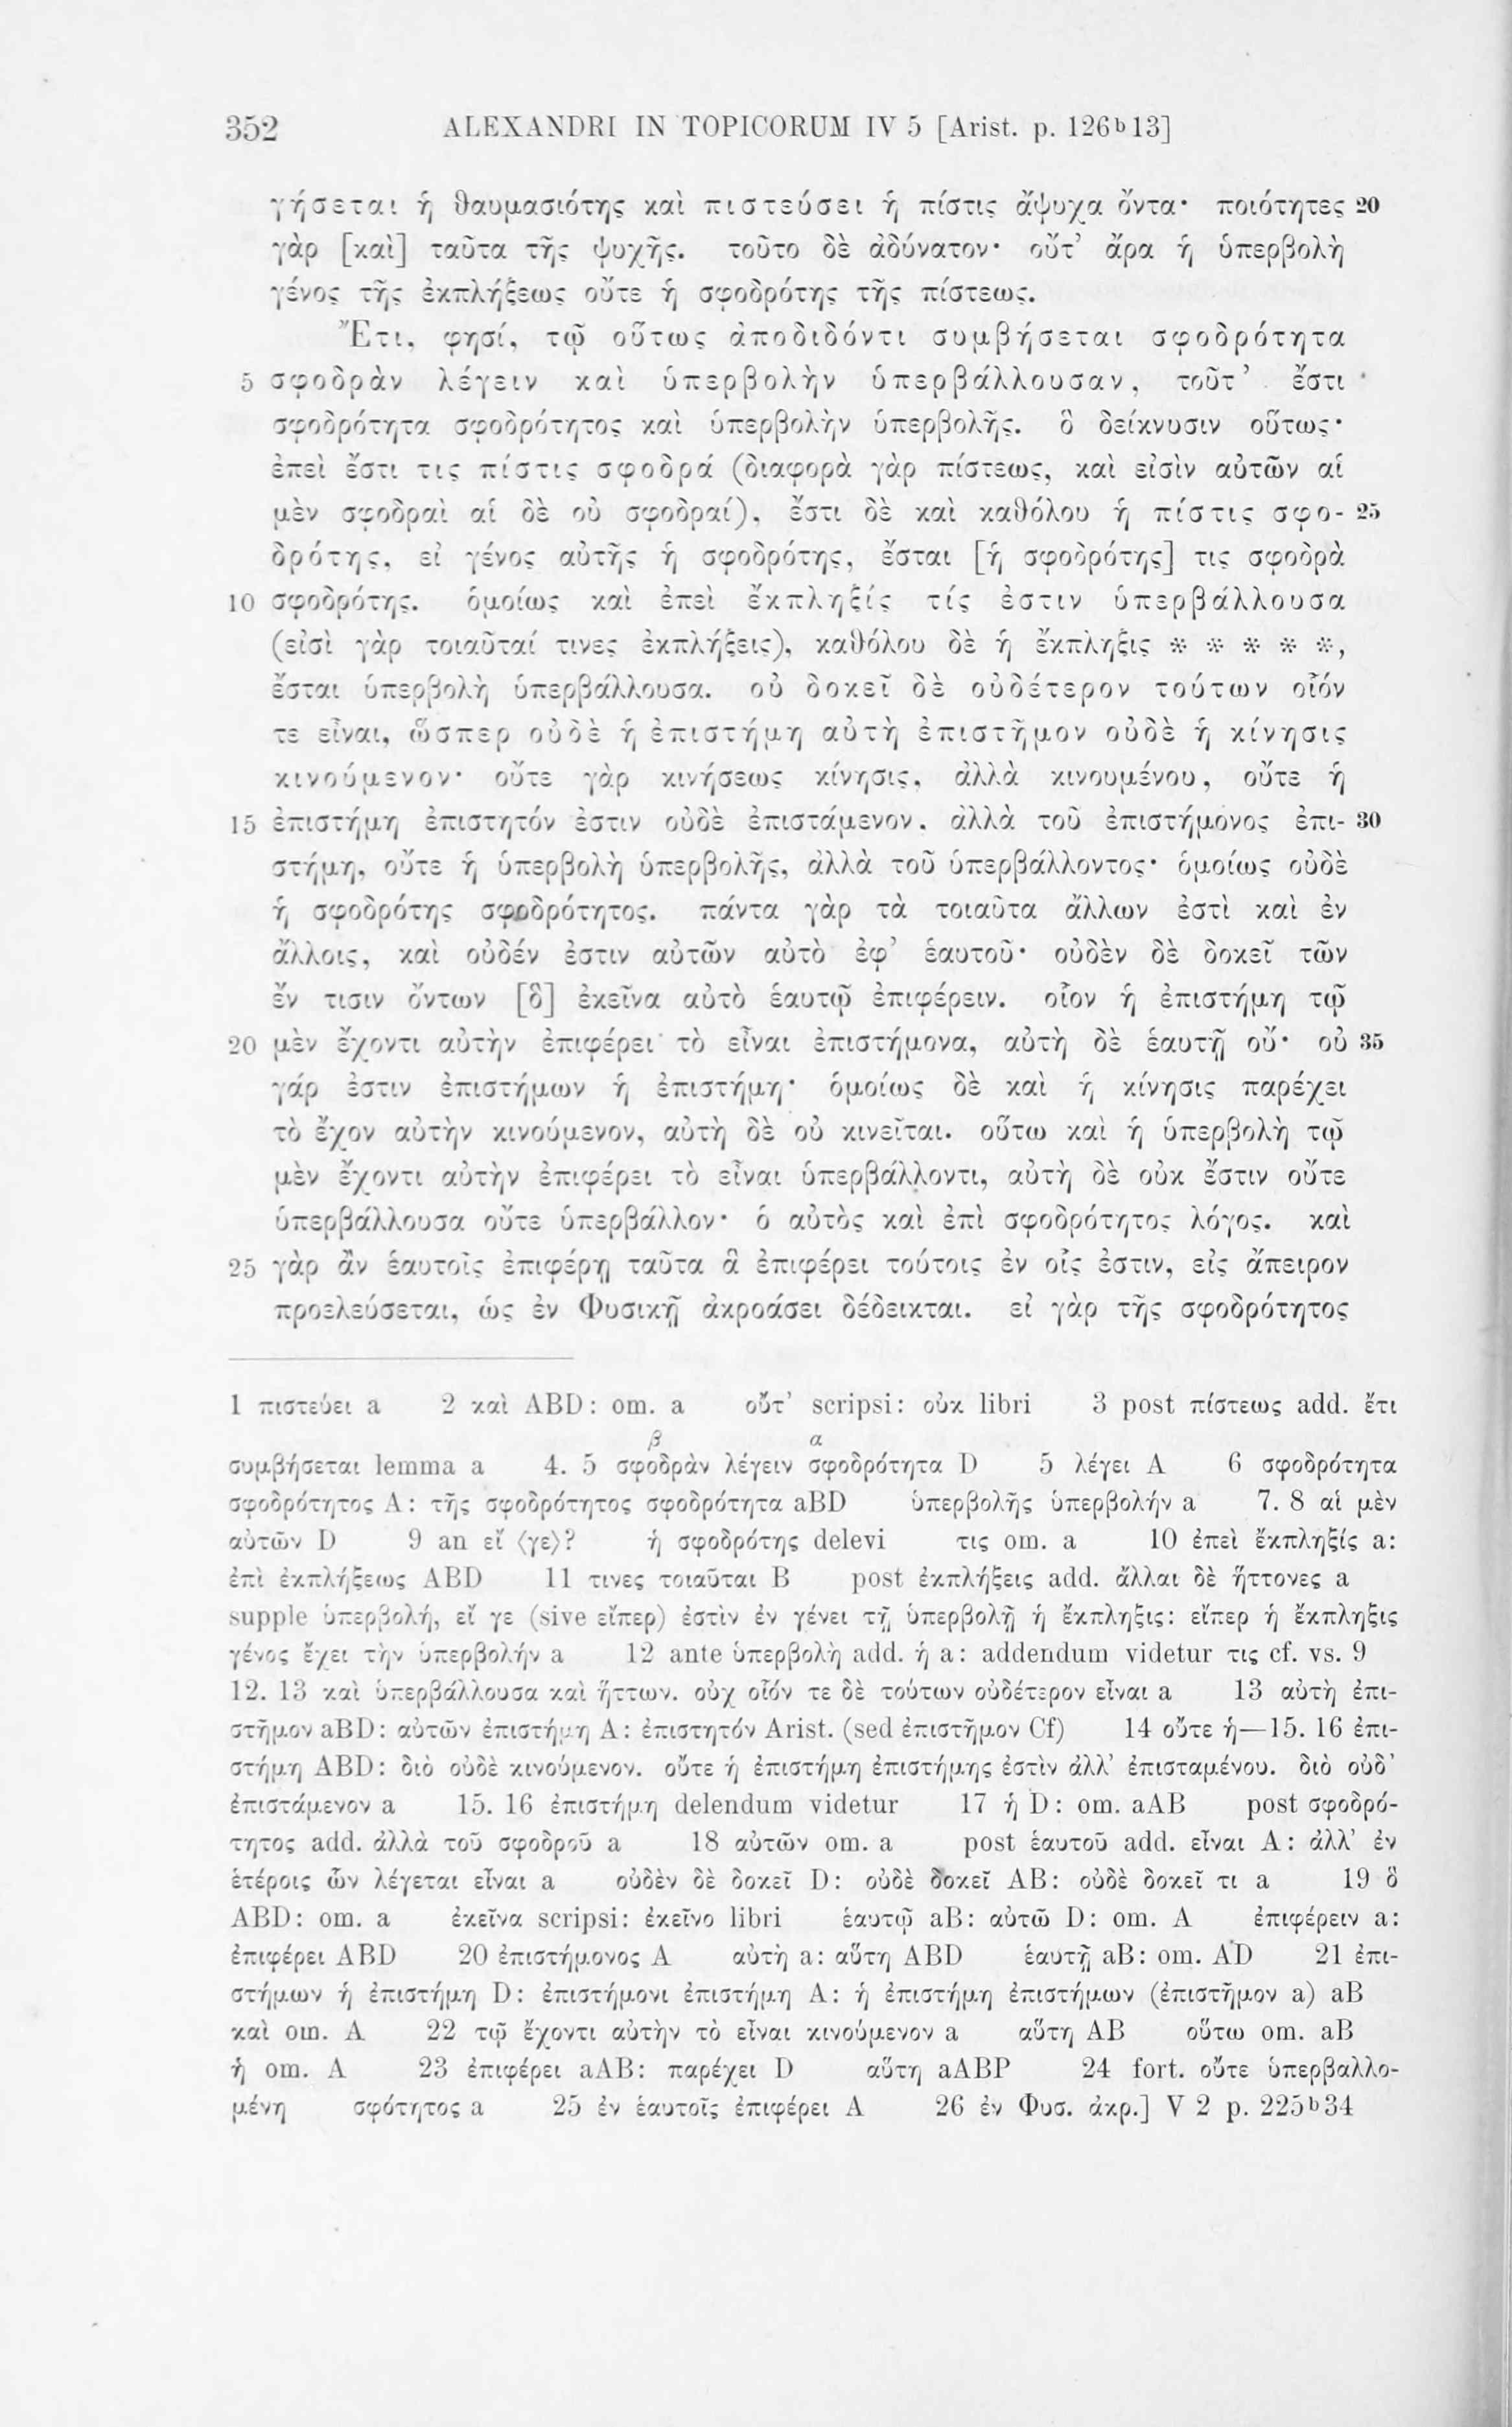 352 ALEXANDRI IN TOPICORUM IV 5 [Arist. p. 126ᵇ13]
γήσεται ἡ θαυμασιότης καὶ πιστεύσει ἡ πίστις ἄψυχα ὄντα· ποιότητες 20
γὰρ [καὶ] ταῦτα τῆς ψυχῆς. τοῦτο δὲ ἀδύνατον· οὔτ’ ἄρα ἡ ὑπερβολὴ
γένος τῆς ἐκπλήξεως οὔτε ἡ σφοδρότης τῆς πίστεως.
Ἔτι, φησί, τῷ οὕτως ἀποδιδόντι συμβήσεται σφοδρότητα
5 σφοδρὰν λέγειν καὶ ὑπερβολὴν ὑπερβάλλουσαν, τοῦτ’ ἔστι
σφοδρότητα σφοδρότητος καὶ ὑπερβολὴν ὑπερβολῆς. ὃ δείκνυσιν οὕτως·
ἐπεὶ ἔστι τις πίστις σφοδρά (διαφορὰ γὰρ πίστεως, καὶ εἰσὶν αὐτῶν αἱ
μὲν σφοδραὶ αἱ δὲ οὐ σφοδραί), ἔστι δὲ καὶ καθόλου ἡ πίστις σφο- 25
δρότης, εἰ γένος αὐτῆς ἡ σφοδρότης, ἔσται [ἡ σφοδρότης] τις σφοδρὰ
10 σφοδρότης. ὁμοίως καὶ ἐπεὶ ἔκπληξίς τίς ἐστιν ὑπερβάλλουσα
(εἰσὶ γὰρ τοιαῦταί τινες ἐκπλήξεις), καθόλου δὲ ἡ ἔκπληξις * * * * *,
ἔσται ὑπερβολὴ ὑπερβάλλουσα. οὐ δοκεῖ δὲ οὐδέτερον τούτων οἷόν
τε εἶναι, ὥσπερ οὐδὲ ἡ ἐπιστήμη αὐτὴ ἐπιστῆμον οὐδὲ ἡ κίνησις
κινούμενον· οὔτε γὰρ κινήσεως κίνησις, ἀλλὰ κινουμένου, οὔτε ἡ
15 ἐπιστήμη ἐπιστητόν ἐστιν οὐδὲ ἐπιστάμενον, ἀλλὰ τοῦ ἐπιστήμονος ἐπι- 30
στήμη, οὔτε ἡ ὑπερβολὴ ὑπερβολῆς, ἀλλὰ τοῦ ὑπερβάλλοντος· ὁμοίως οὐδὲ
ἡ σφοδρότης σφοδρότητος. πάντα γὰρ τὰ τοιαῦτα ἄλλων ἐστὶ καὶ ἐν
ἄλλοις, καὶ οὐδέν ἐστιν αὐτῶν αὐτὸ ἐφ’ ἑαυτοῦ· οὐδὲν δὲ δοκεῖ τῶν
ἔν τισιν ὄντων [ὃ] ἐκεῖνα αὐτὸ ἑαυτῷ ἐπιφέρειν. οἷον ἡ ἐπιστήμη τῷ
20 μὲν ἔχοντι αὐτὴν ἐπιφέρει τὸ εἶναι ἐπιστήμονα, αὐτὴ δὲ ἑαυτῇ οὔ· οὐ 35
γάρ ἐστιν ἐπιστήμων ἡ ἐπιστήμη· ὁμοίως δὲ καὶ ἡ κίνησις παρέχει
τὸ ἔχον αὐτὴν κινούμενον, αὐτὴ δὲ οὐ κινεῖται. οὕτω καὶ ἡ ὑπερβολὴ τῷ
μὲν ἔχοντι αὐτὴν ἐπιφέρει τὸ εἶναι ὑπερβάλλοντι, αὐτὴ δὲ οὐκ ἔστιν οὔτε
ὑπερβάλλουσα οὔτε ὑπερβάλλον· ὁ αὐτὸς καὶ ἐπὶ σφοδρότητος λόγος. καὶ
25 γὰρ ἂν ἑαυτοῖς ἐπιφέρῃ ταῦτα ἃ ἐπιφέρει τούτοις ἐν οἷς ἐστιν, εἰς ἄπειρον
προελεύσεται, ὡς ἐν Φυσικῇ ἀκροάσει δέδεικται. εἰ γὰρ τῆς σφοδρότητος
1 πιστεύει a 2 καὶ ABD: om. a οὔτ’ scripsi: οὐκ libri 3 post πίστεως add. ἔτι
β α
συμβήσεται lemma a 4. 5 σφοδρὰν λέγειν σφοδρότητα D 5 λέγει A 6 σφοδρότητα
σφοδρότητος A: τῆς σφοδρότητος σφοδρότητα aBD ὑπερβολῆς ὑπερβολήν a 7. 8 αἱ μὲν
αὐτῶν D 9 an εἴ ⟨γε⟩? ἡ σφοδρότης delevi τις om. a 10 ἐπεὶ ἔκπληξίς a:
ἐπὶ ἐκπλήξεως ABD 11 τινες τοιαῦται B post ἐκπλήξεις add. ἄλλαι δὲ ἥττονες a
supple ὑπερβολή, εἴ γε (sive εἴπερ) ἐστὶν ἐν γένει τῇ ὑπερβολῇ ἡ ἔκπληξις: εἴπερ ἡ ἔκπληξις
γένος ἔχει τὴν ὑπερβολήν a 12 ante ὑπερβολὴ add. ἡ a: addendum videtur τις cf. vs. 9
12. 13 καὶ ὑπερβάλλουσα καὶ ἥττων. οὐχ οἷόν τε δὲ τούτων οὐδέτερον εἶναι a 13 αὐτὴ ἐπι-
στῆμον aBD: αὐτῶν ἐπιστήμη A: ἐπιστητόν Arist. (sed ἐπιστῆμον Cf) 14 οὔτε ἡ—15. 16 ἐπι-
στήμη ABD: διὸ οὐδὲ κινούμενον. οὔτε ἡ ἐπιστήμη ἐπιστήμης ἐστὶν ἀλλ’ ἐπισταμένου. διὸ οὐδ’
ἐπιστάμενον a 15. 16 ἐπιστήμη delendum videtur 17 ἡ D: om. aAB post σφοδρό-
τητος add. ἀλλὰ τοῦ σφοδροῦ a 18 αὐτῶν om. a post ἑαυτοῦ add. εἶναι A: ἀλλ’ ἐν
ἑτέροις ὧν λέγεται εἶναι a οὐδὲν δὲ δοκεῖ D: οὐδὲ δοκεῖ AB: οὐδὲ δοκεῖ τι a 19 ὃ
ABD: om. a ἐκεῖνα scripsi: ἐκεῖνο libri ἑαυτῷ aB: αὐτῶ D: om. A ἐπιφέρειν a:
ἐπιφέρει ABD 20 ἐπιστήμονος A αὐτὴ a: αὕτη ABD ἑαυτῇ aB: om. AD 21 ἐπι-
στήμων ἡ ἐπιστήμη D: ἐπιστήμονι ἐπιστήμη A: ἡ ἐπιστήμη ἐπιστήμων (ἐπιστῆμον a) aB
καὶ om. A 22 τῷ ἔχοντι αὐτὴν τὸ εἶναι κινούμενον a αὕτη AB οὕτω om. aB
ἡ om. A 23 ἐπιφέρει aAB: παρέχει D αὕτη aABP 24 fort. οὔτε ὑπερβαλλο-
μένη σφότητος a 25 ἐν ἑαυτοῖς ἐπιφέρει A 26 ἐν Φυσ. ἀκρ.] V 2 p. 225ᵇ34